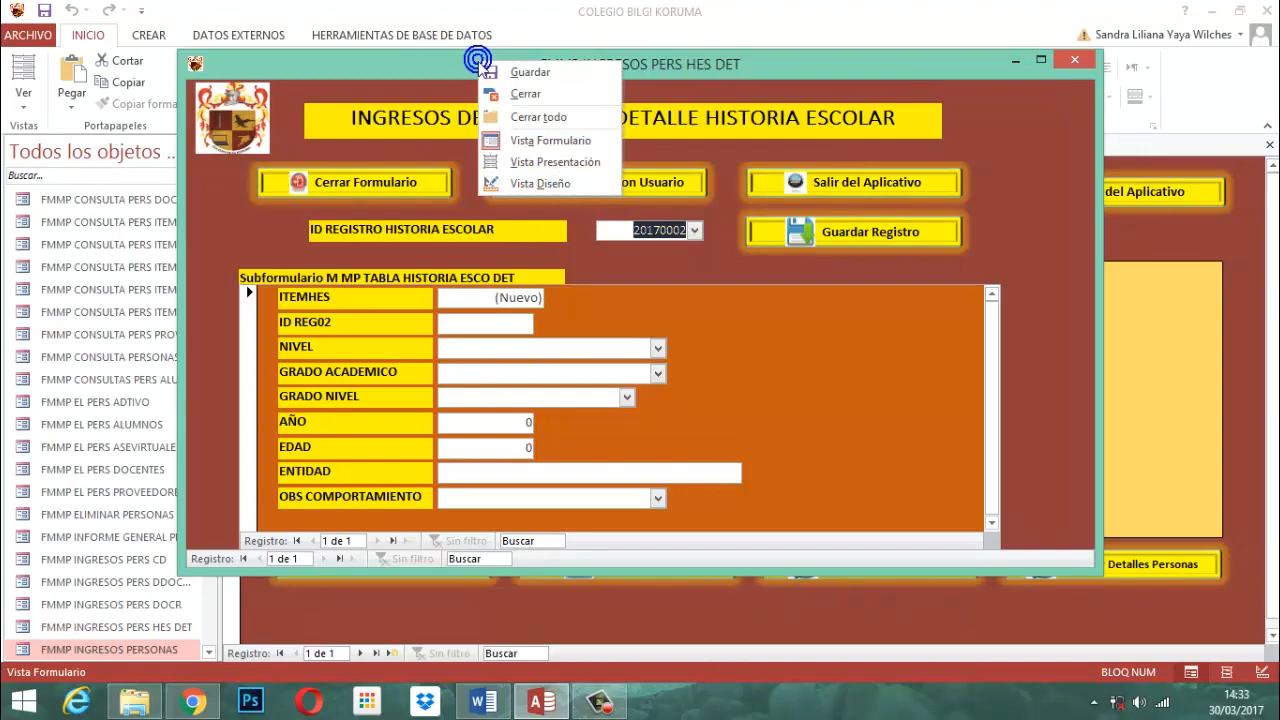 COLEGIO BILG! KORUMA
ARCHIVO INICIO CREAR DATOS EXTERNOS HERRAMIENTAS DE BASE DE DATOS
Sandra Liliana Yaya Wilches
Ver
Pegar
Cortar
Copiar
Copiar forma
Vistas
Portapapeles
INGRESOS PERS HES DET
Guardar
Cerrar
Cerrar todo
Vista Formulario
Vista Presentación
Vista Diseño
INGRESOS DE DETALLE HISTORIA ESCOLAR
Cerrar Formulario
on Usuario
Salir del Aplicativo
ID REGISTRO HISTORIA ESCOLAR
20170002
Guardar Registro
Subformulario M MP TABLA HISTORIA ESCO DET
ITEMHES (Nuevo)
ID REG02
NIVEL
GRADO ACADEMICO
GRADO NIVEL
AÑO 0
EDAD 0
ENTIDAD
OBS COMPORTAMIENTO
Registro: 1 de 1 Sin filtro Buscar
Registro: 1 de 1 Sin filtro Buscar
Todos los objetos ...
Buscar...
FMMP CONSULTA PERS DOC
FMMP CONSULTA PERS ITEM
FMMP CONSULTA PERS ITEM
FMMP CONSULTA PERS ITEM
FMMP CONSULTA PERS ITEM
FMMP CONSULTA PERS ITEM
FMMP CONSULTA PERS PRO
FMMP CONSULTA PERSONAS
FMMP CONSULTAS PERS ALU
FMMP EL PERS ADTIVO
FMMP EL PERS ALUMNOS
FMMP EL PERS ASEVIRTUALE
FMMP EL PERS DOCENTES
FMMP EL PERS PROVEEDORE
FMMP ELIMINAR PERSONAS
FMMP INFORME GENERAL P
FMMP INGRESOS PERS CD
FMMP INGRESOS PERS DDOC...
FMMP INGRESOS PERS DOCR
FMMP INGRESOS PERS HES DET
FMMP INGRESOS PERSONAS
del Aplicativo
Detalles Personas
Registro: 1 de 1 Sin filtro Buscar
Vista Formulario
BLOQ NUM
14:33
30/03/2017